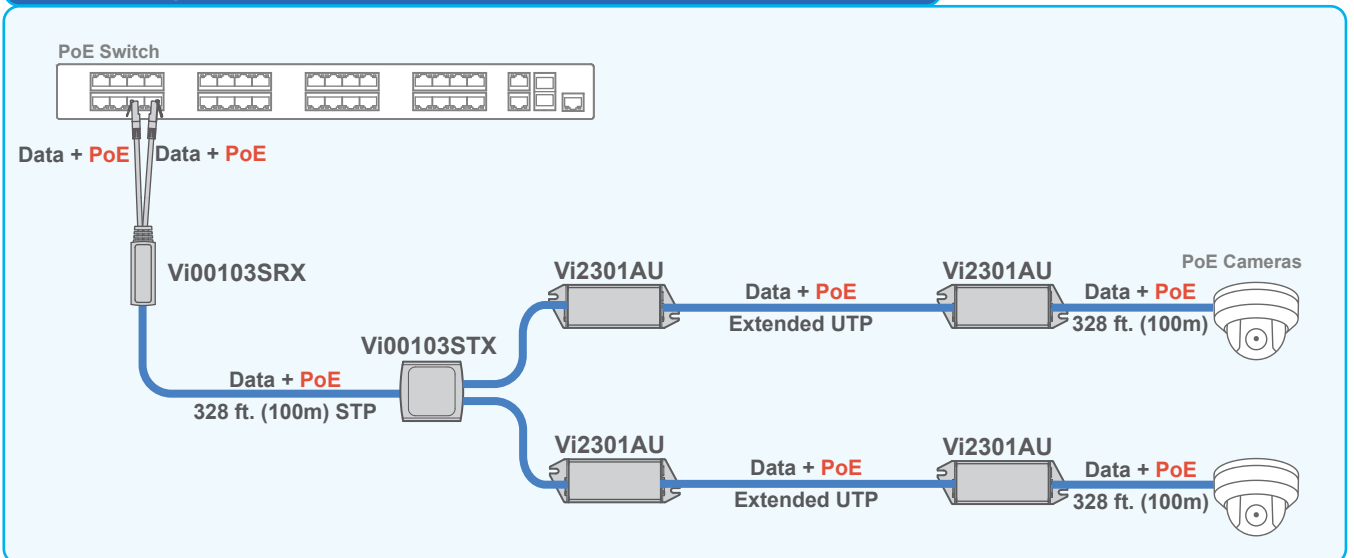 PoE Switch
Data + PoE Data + PoE
Vi00103SRX
Vi2301AU
Data + PoE
Extended UTP
Vi2301AU
PoE Cameras
Data + PoE
328 ft. (100m)
Vi00103STX
Data + PoE
328 ft. (100m) STP
Vi2301AU
Data + PoE
Extended UTP
Vi2301AU
Data + PoE
328 ft. (100m)